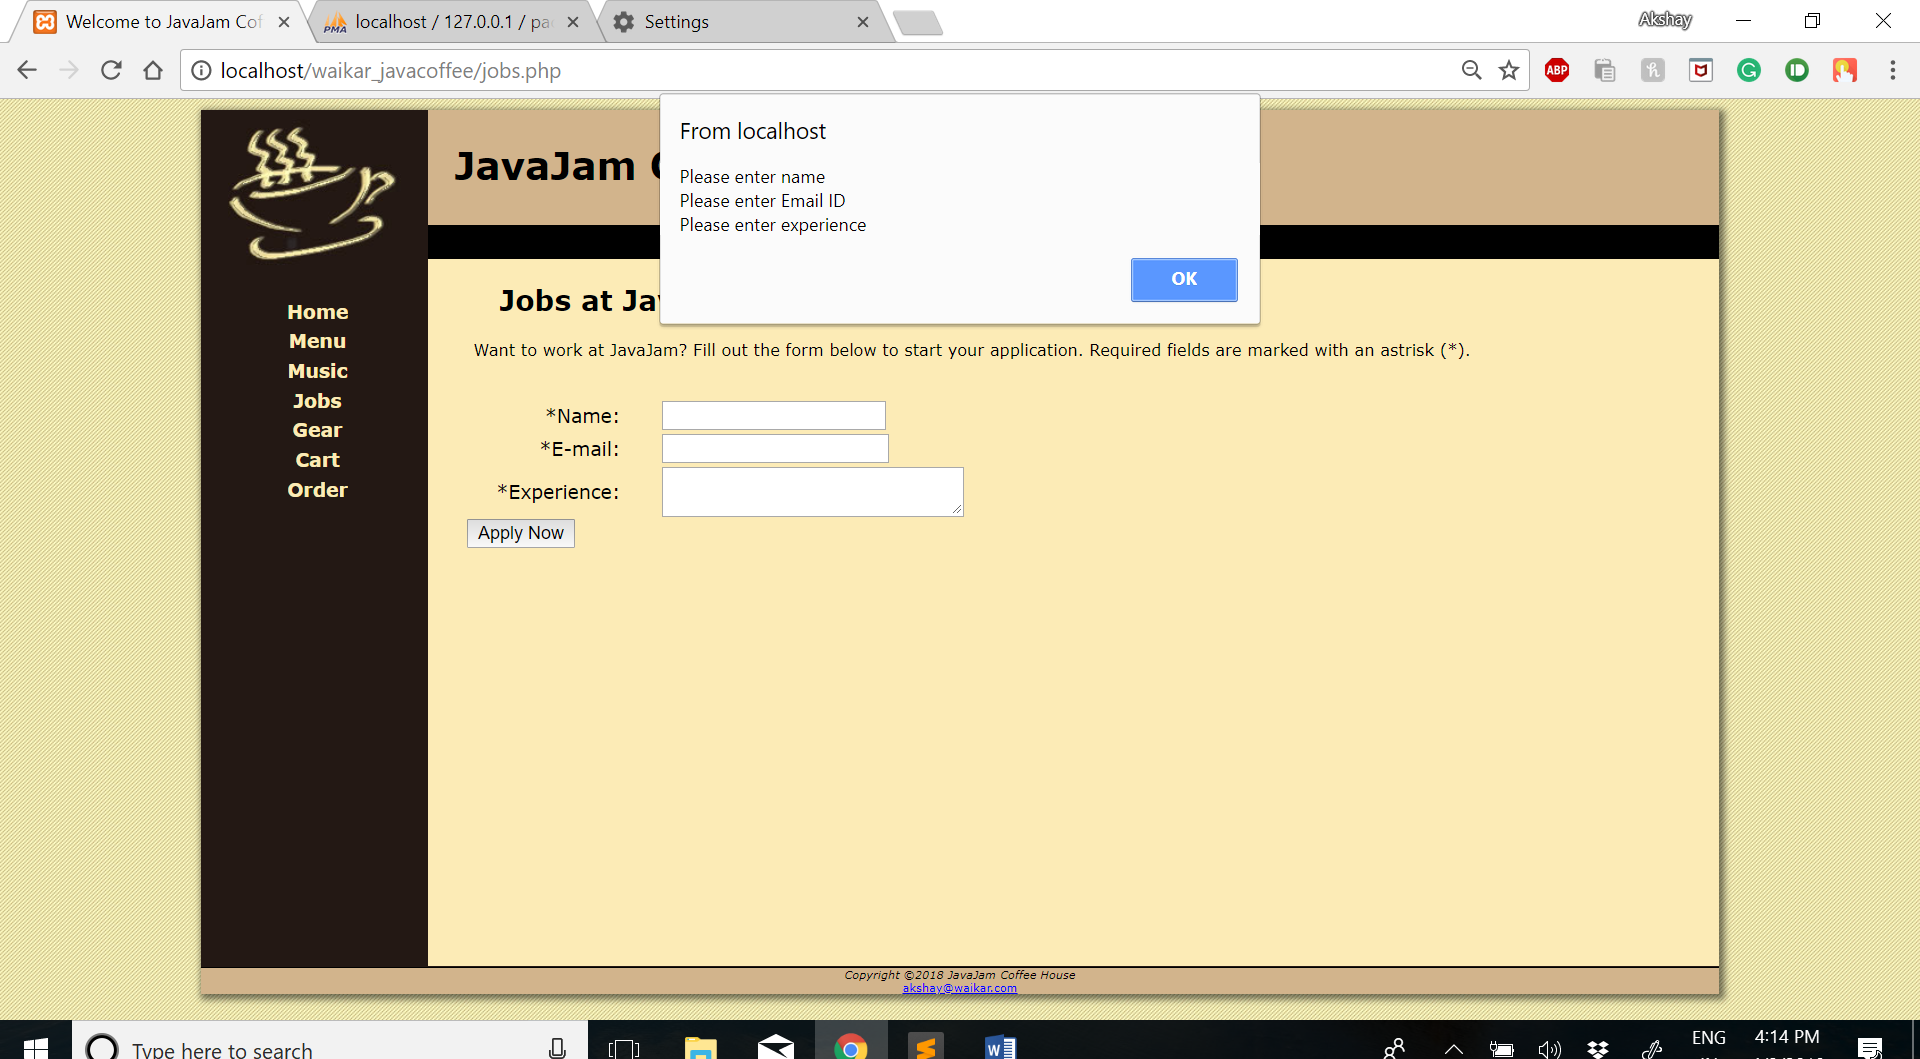 Welcome to JavaJam Cof
localhost / 127.0.0.1 / pa
Settings
Akshay
localhost/waikar_javacoffee/jobs.php
ABP
From localhost
Please enter name
Please enter Email ID
Please enter experience
OK
JavaJam
Jobs at Ja
Home
Menu
Music
Jobs
Gear
Cart
Order
Want to work at JavaJam? Fill out the form below to start your application. Required fields are marked with an astrisk (*).
*Name:
*E-mail:
*Experience:
Apply Now
Copyright ©2018 JavaJam Coffee House
akshay@waikar.com
Type here to search
ENG
4:14 PM